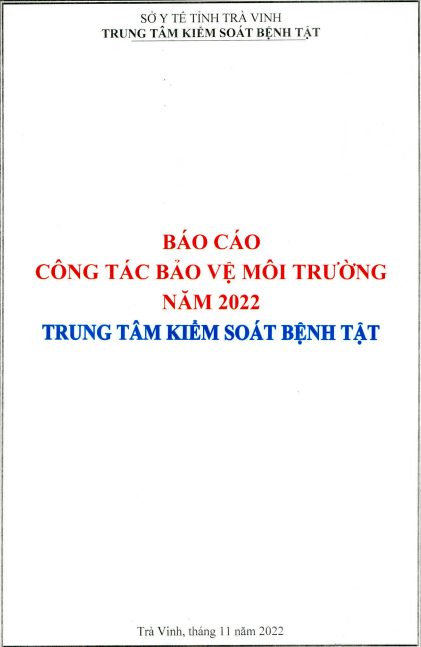 SỞ Y TẾ TỈNH TRÀ VINH
TRUNG TÂM KIỂM SOÁT BỆNH TẬT
BÁO CÁO
CÔNG TÁC BẢO VỆ MÔI TRƯỜNG
NĂM 2022
TRUNG TÂM KIỂM SOÁT BỆNH TẬT
Trà Vinh, tháng 11 năm 2022